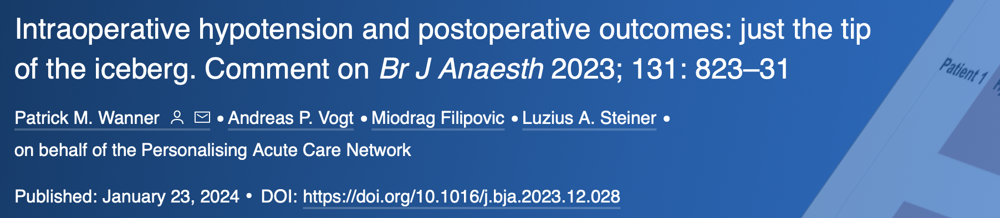 Intraoperative hypotension and postoperative outcomes: just the tip
of the iceberg. Comment on Br J Anaesth 2023; 131: 823–31
Patrick M. Wanner • Andreas P. Vogt • Miodrag Filipovic • Luzius A. Steiner •
on behalf of the Personalising Acute Care Network
Published: January 23, 2024 • DOI: https://doi.org/10.1016/j.bja.2023.12.028
Patient 1